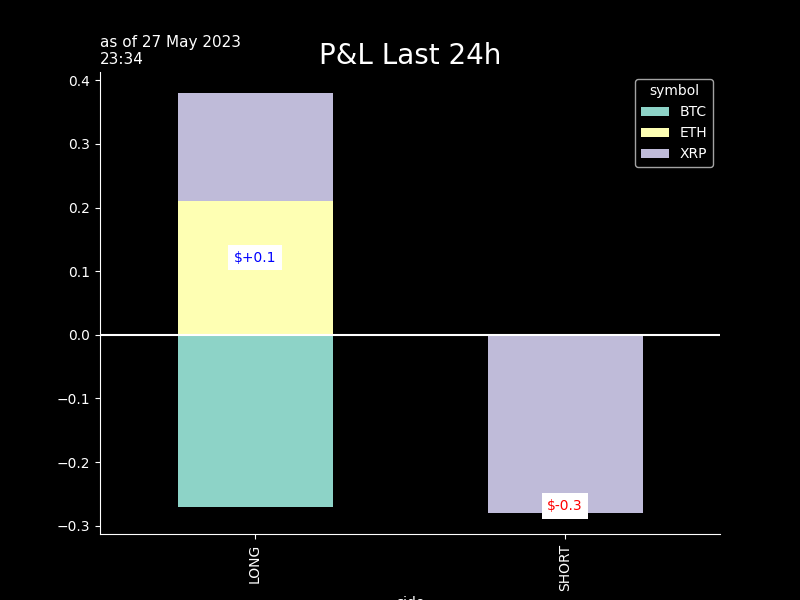 as of 27 May 2023
23:34
P&L Last 24h
symbol
BTC
ETH
XRP
0.4
0.3
0.2
0.1
0.0
−0.1
−0.2
−0.3
$+0.1
$-0.3
LONG
SHORT
side